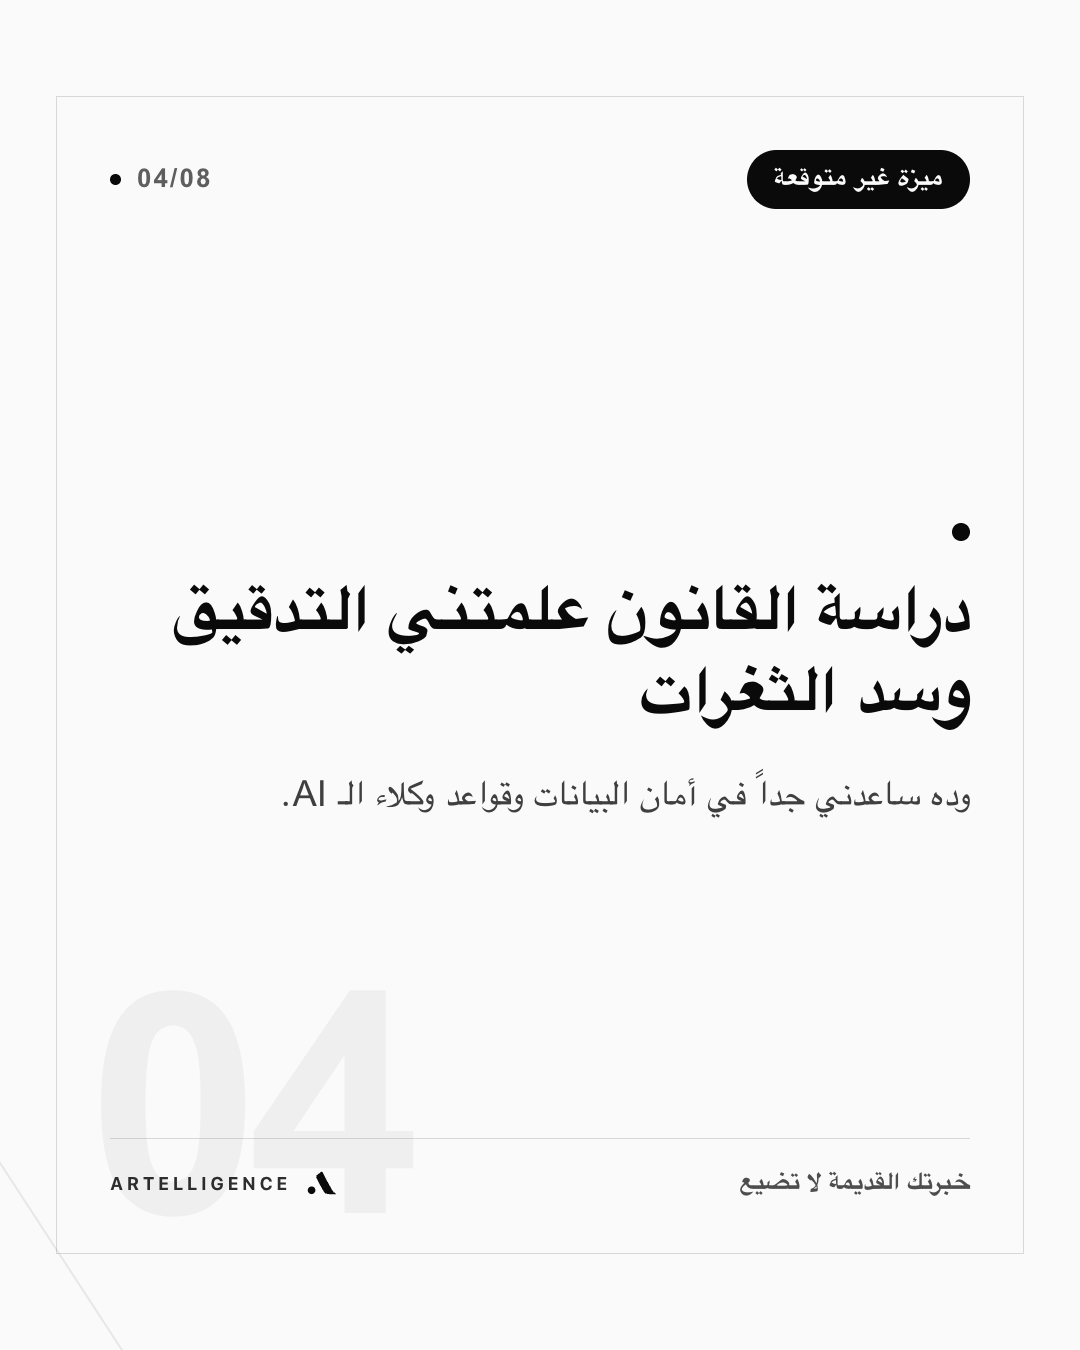 ميزة غير متوقعة
04/08
دراسة القانون علمتني التدقيق
وسد الثغرات
وده ساعدني جداً في أمان البيانات وقواعد وكلاء الـ AI.
04
خبرتك القديمة لا تضيع
ARTELLIGENCE